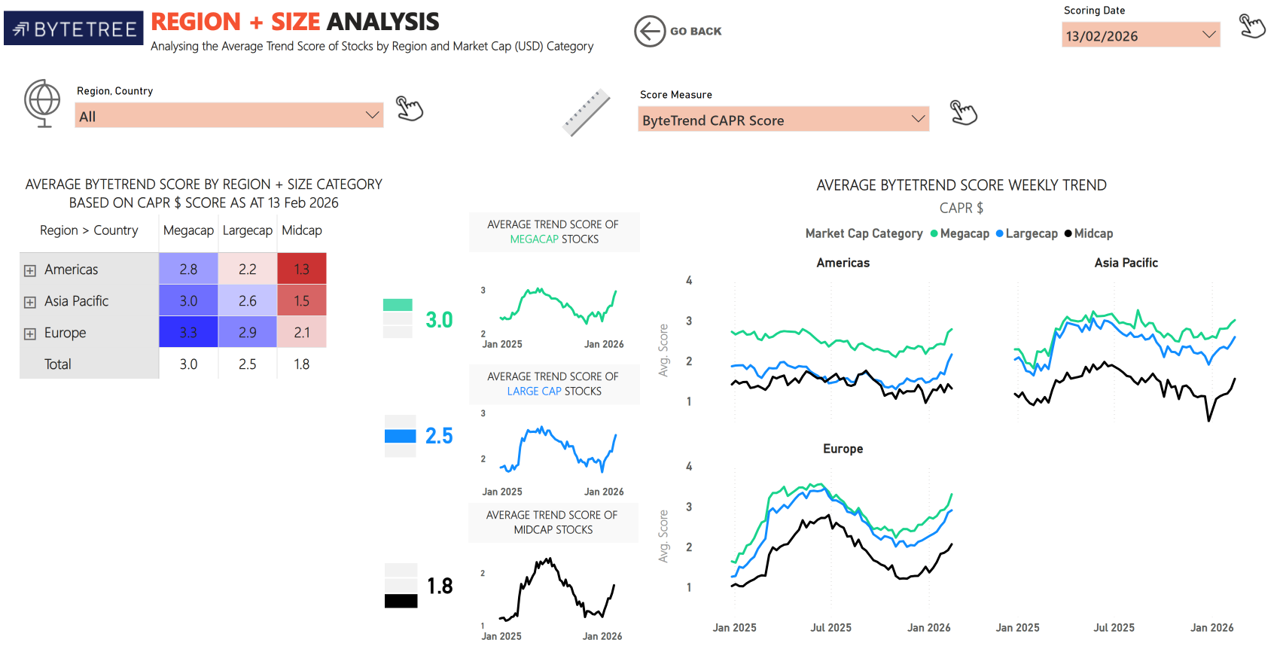 BYTETREE
REGION + SIZE ANALYSIS
Analysing the Average Trend Score of Stocks by Region and Market Cap (USD) Category
GO BACK
Scoring Date
13/02/2026
Region, Country
All
Score Measure
ByteTrend CAPR Score
AVERAGE BYTETREND SCORE BY REGION + SIZE CATEGORY
BASED ON CAPR $ SCORE AS AT 13 Feb 2026
Region > Country Megacap Largecap Midcap
Americas 2.8 2.2 1.3
Asia Pacific 3.0 2.6 1.5
Europe 3.3 2.9 2.1
Total 3.0 2.5 1.8
AVERAGE TREND SCORE OF
MEGACAP STOCKS
3.0
3
2
Jan 2025 Jan 2026
AVERAGE TREND SCORE OF
LARGE CAP STOCKS
2.5
3
2
Jan 2025 Jan 2026
AVERAGE TREND SCORE OF
MIDCAP STOCKS
1.8
2
1
Jan 2025 Jan 2026
AVERAGE BYTETREND SCORE WEEKLY TREND
CAPR $
Market Cap Category Megacap Largecap Midcap
Americas Asia Pacific
Avg. Score
4
3
2
1
Europe
Avg. Score
4
3
2
1
Jan 2025 Jul 2025 Jan 2026 Jan 2025 Jul 2025 Jan 2026